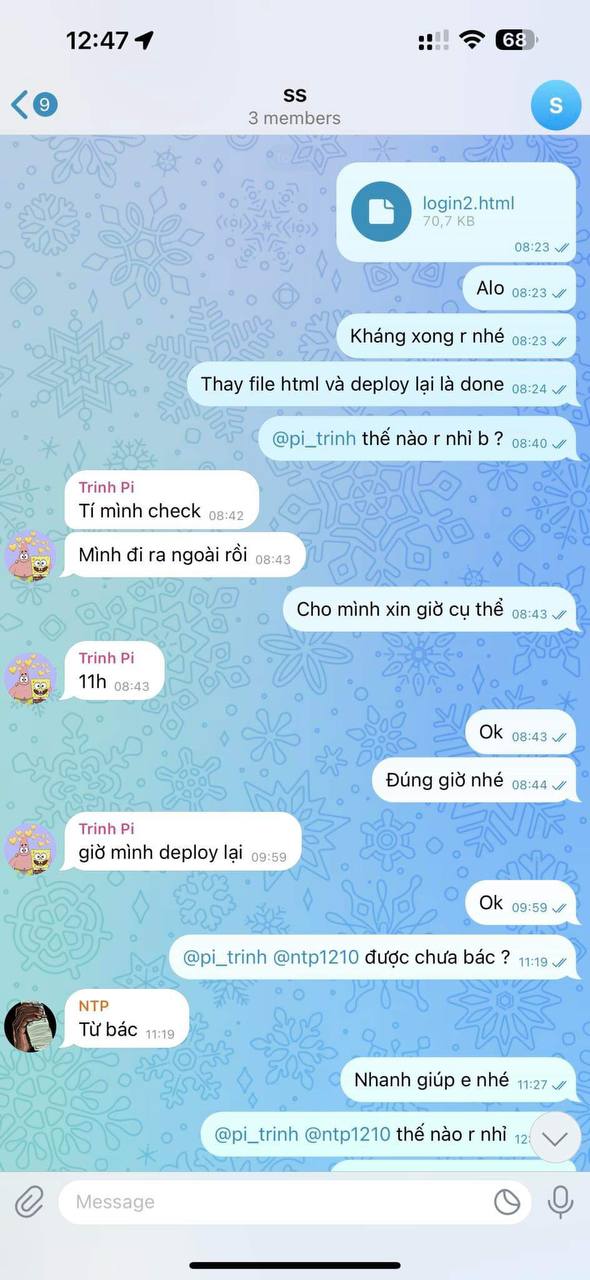 12:47
68
9
SS
3 members
S
login2.html
70,7 KB
08:23
Alo 08:23
Kháng xong r nhé 08:23
Thay file html và deploy lại là done 08:24
@pi_trinh thế nào r nhỉ b ? 08:40
Trinh Pi
Tí mình check 08:42
Mình đi ra ngoài rồi 08:43
Cho mình xin giờ cụ thể 08:43
Trinh Pi
11h 08:43
Ok 08:43
Đúng giờ nhé 08:44
Trinh Pi
giờ mình deploy lại 09:59
Ok 09:59
@pi_trinh @ntp1210 được chưa bác ? 11:19
NTP
Từ bác 11:19
Nhanh giúp e nhé 11:27
@pi_trinh @ntp1210 thế nào r nhỉ
Message